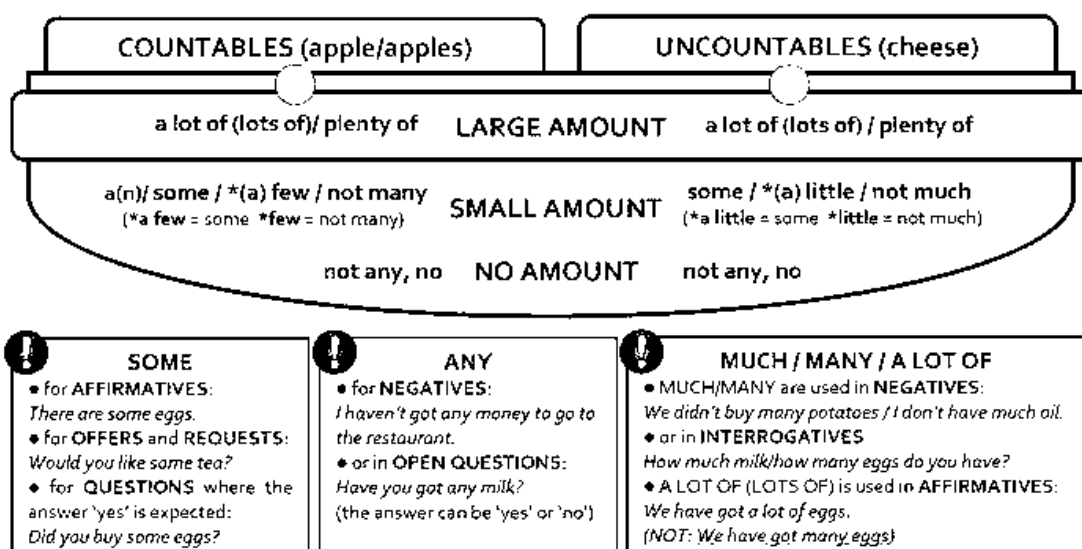 COUNTABLES (apple/apples) UNCOUNTABLES (cheese)
a lot of (lots of)/ plenty of LARGE AMOUNT a lot of (lots of) / plenty of
a(n)/ some / *(a) few / not many SMALL AMOUNT some / *(a) little / not much
(*a few = some *few = not many) (*a little = some *little = not much)
not any, no NO AMOUNT not any, no
SOME
• for AFFIRMATIVES:
There are some eggs.
• for OFFERS and REQUESTS:
Would you like some tea?
• for QUESTIONS where the
answer 'yes' is expected:
Did you buy some eggs?
ANY
• for NEGATIVES:
I haven't got any money to go to
the restaurant.
• or in OPEN QUESTIONS:
Have you got any milk?
(the answer can be 'yes' or 'no')
MUCH / MANY / A LOT OF
• MUCH/MANY are used in NEGATIVES:
We didn't buy many potatoes / I don't have much oil.
• or in INTERROGATIVES
How much milk/how many eggs do you have?
• A LOT OF (LOTS OF) is used in AFFIRMATIVES:
We have got a lot of eggs.
(NOT: We have got many eggs)